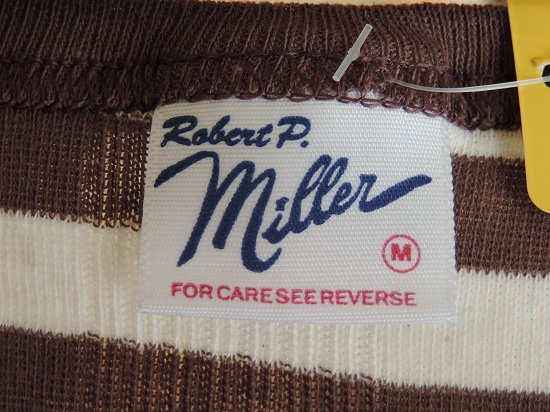 Robert P.
Miller
M
FOR CARE SEE REVERSE